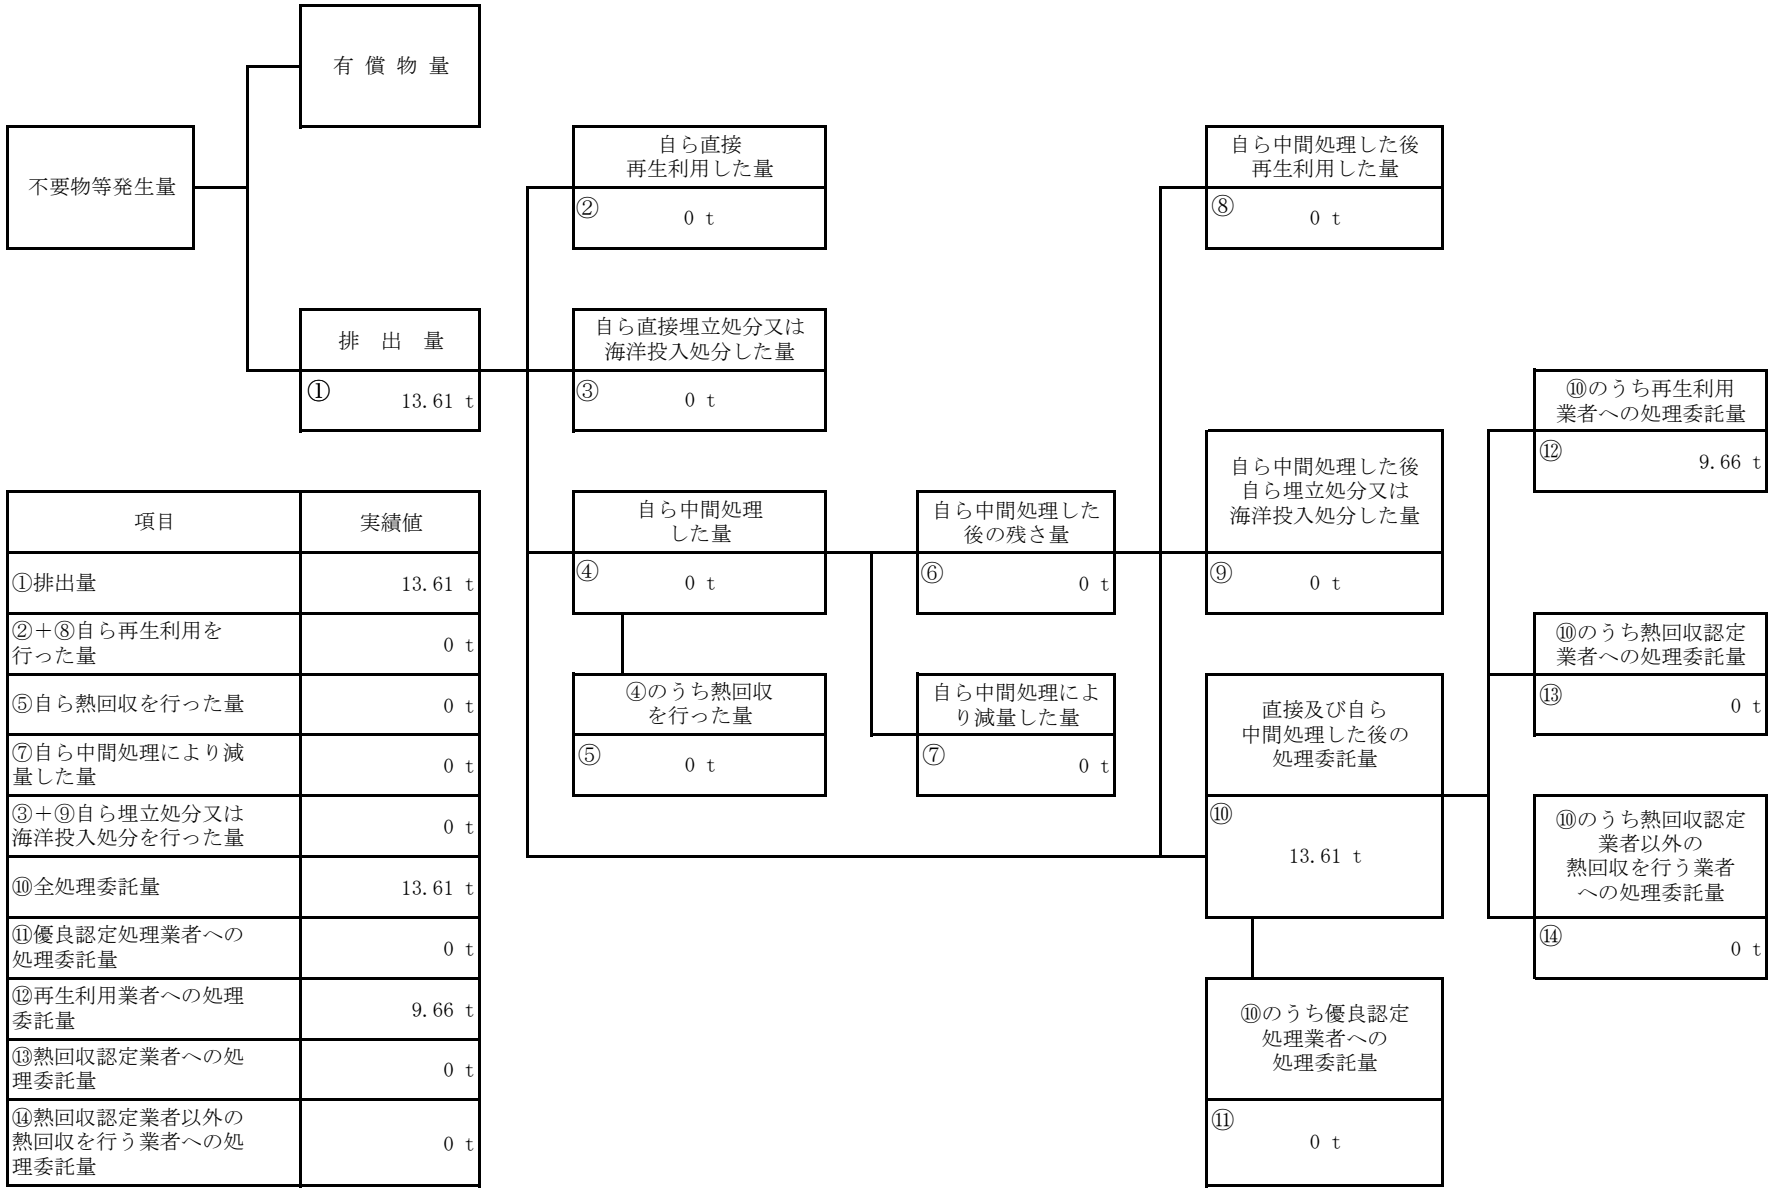 有 償 物 量
不要物等発生量
自ら直接
再生利用した量
② 0 t
自ら中間処理した後
再生利用した量
⑧ 0 t
排 出 量
① 13.61 t
自ら直接埋立処分又は
海洋投入処分した量
③ 0 t
⑩のうち再生利用
業者への処理委託量
⑫ 9.66 t
自ら中間処理
した量
④ 0 t
自ら中間処理した
後の残さ量
⑥ 0 t
自ら中間処理した後
自ら埋立処分又は
海洋投入処分した量
⑨ 0 t
④のうち熱回収
を行った量
⑤ 0 t
自ら中間処理によ
り減量した量
⑦ 0 t
直接及び自ら
中間処理した後の
処理委託量
⑩
13.61 t
⑩のうち熱回収認定
業者への処理委託量
⑬ 0 t
⑩のうち熱回収認定
業者以外の
熱回収を行う業者
への処理委託量
⑭ 0 t
⑩のうち優良認定
処理業者への
処理委託量
⑪ 0 t
項目 実績値
①排出量 13.61 t
②＋⑧自ら再生利用を
行った量 0 t
⑤自ら熱回収を行った量 0 t
⑦自ら中間処理により減
量した量 0 t
③＋⑨自ら埋立処分又は
海洋投入処分を行った量 0 t
⑩全処理委託量 13.61 t
⑪優良認定処理業者への
処理委託量 0 t
⑫再生利用業者への処理
委託量 9.66 t
⑬熱回収認定業者への処
理委託量 0 t
⑭熱回収認定業者以外の
熱回収を行う業者への処
理委託量 0 t